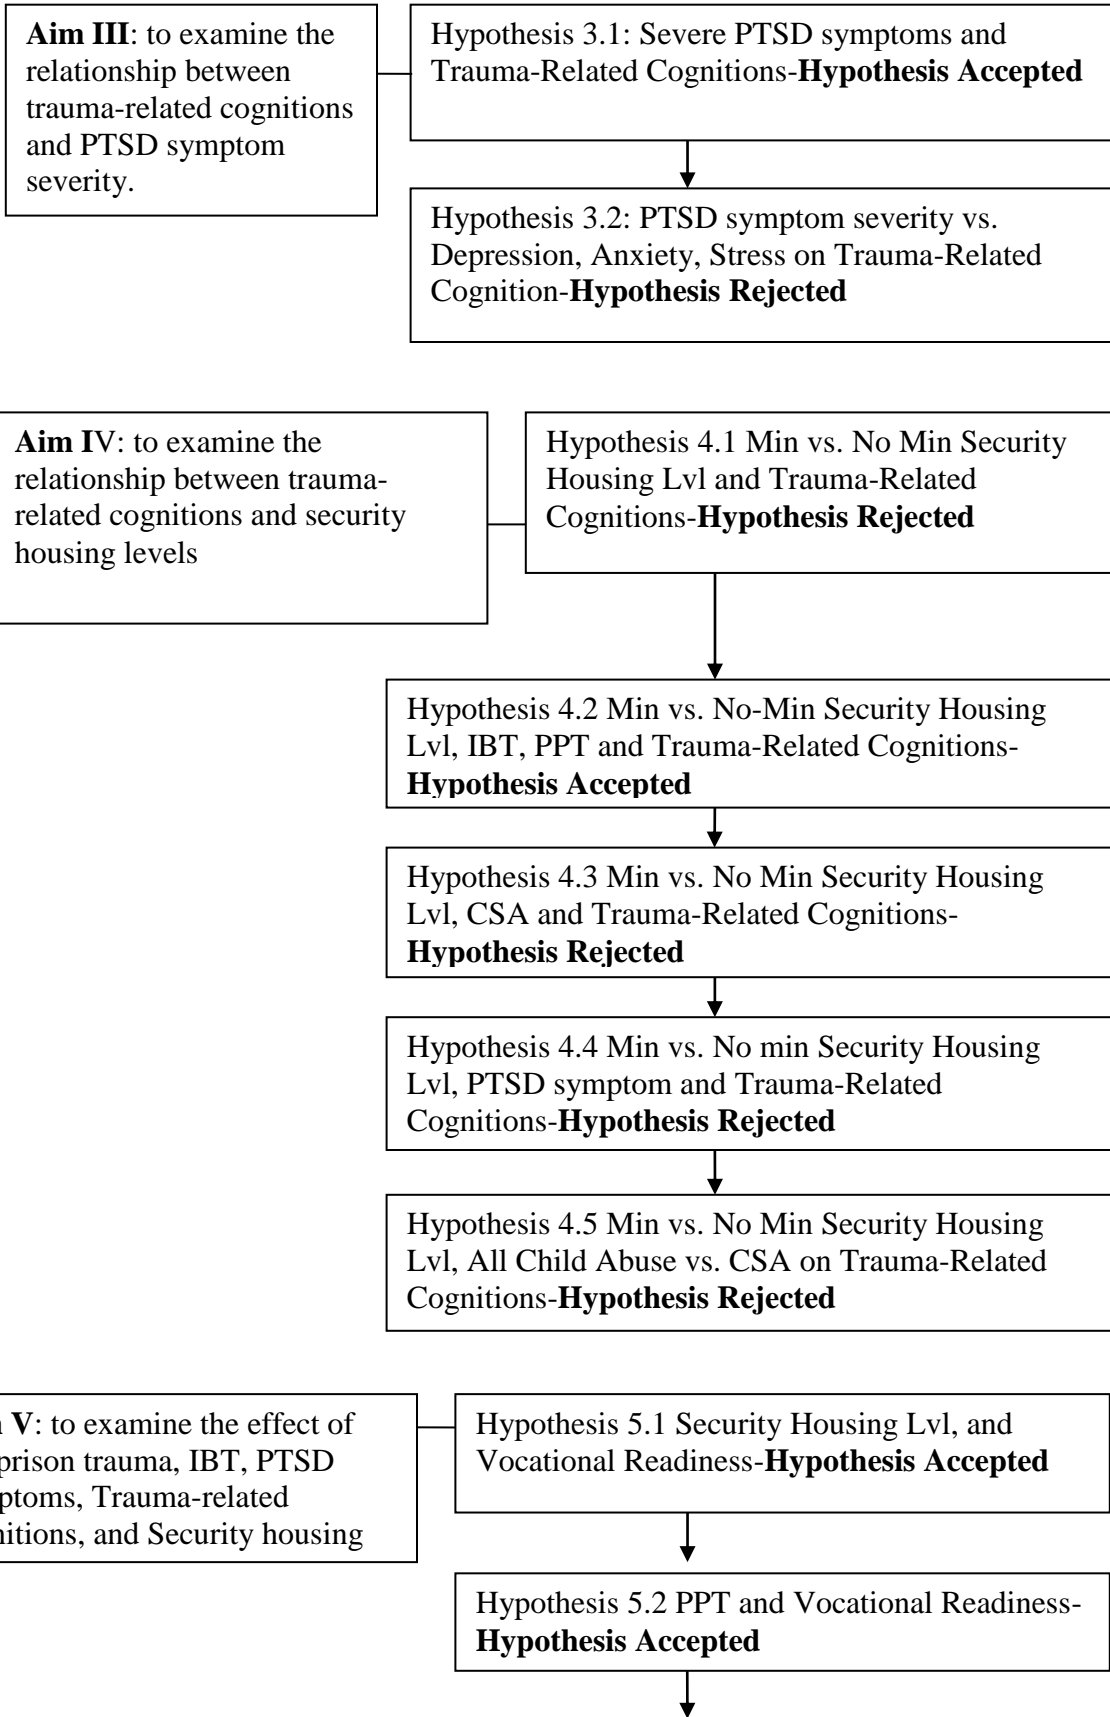 Aim III: to examine the
relationship between
trauma-related cognitions
and PTSD symptom
severity.
Hypothesis 3.1: Severe PTSD symptoms and
Trauma-Related Cognitions-Hypothesis Accepted
Hypothesis 3.2: PTSD symptom severity vs.
Depression, Anxiety, Stress on Trauma-Related
Cognition-Hypothesis Rejected
Aim IV: to examine the
relationship between trauma-
related cognitions and security
housing levels
Hypothesis 4.1 Min vs. No Min Security
Housing Lvl and Trauma-Related
Cognitions-Hypothesis Rejected
Hypothesis 4.2 Min vs. No-Min Security Housing
Lvl, IBT, PPT and Trauma-Related Cognitions-
Hypothesis Accepted
Hypothesis 4.3 Min vs. No Min Security Housing
Lvl, CSA and Trauma-Related Cognitions-
Hypothesis Rejected
Hypothesis 4.4 Min vs. No min Security Housing
Lvl, PTSD symptom and Trauma-Related
Cognitions-Hypothesis Rejected
Hypothesis 4.5 Min vs. No Min Security Housing
Lvl, All Child Abuse vs. CSA on Trauma-Related
Cognitions-Hypothesis Rejected
V: to examine the effect of
prison trauma, IBT, PTSD
ptoms, Trauma-related
nitions, and Security housing
Hypothesis 5.1 Security Housing Lvl, and
Vocational Readiness-Hypothesis Accepted
Hypothesis 5.2 PPT and Vocational Readiness-
Hypothesis Accepted